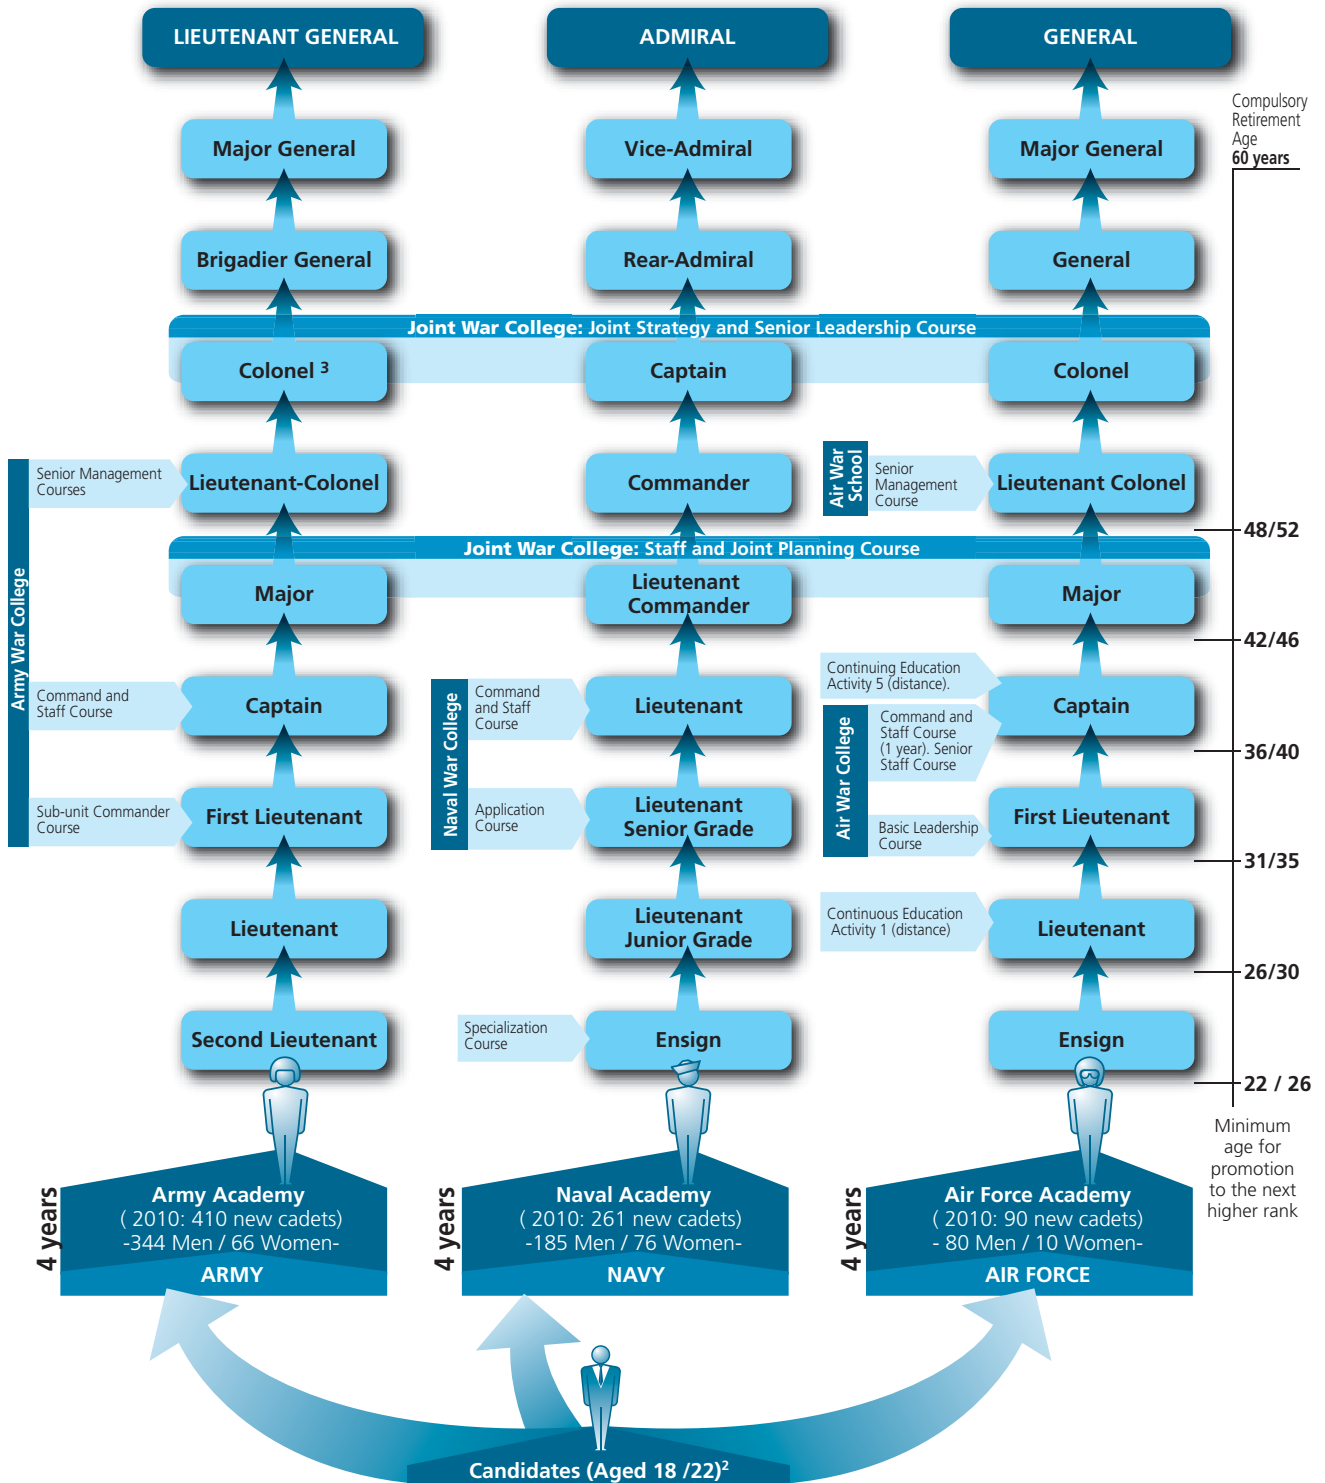 LIEUTENANT GENERAL
ADMIRAL
GENERAL
Compulsory
Retirement
Age
60 years
Major General
Vice-Admiral
Major General
Brigadier General
Rear-Admiral
General
Joint War College: Joint Strategy and Senior Leadership Course
Colonel 3
Captain
Colonel
Army War College
Senior Management
Courses
Lieutenant-Colonel
Commander
Air War
School
Senior
Management
Course
Lieutenant Colonel
48/52
Joint War College: Staff and Joint Planning Course
Major
Lieutenant
Commander
Major
42/46
Command and
Staff Course
Captain
Naval War College
Command
and Staff
Course
Lieutenant
Continuing Education
Activity 5 (distance).
Air War College
Command and
Staff Course
(1 year). Senior
Staff Course
Captain
36/40
Sub-unit Commander
Course
First Lieutenant
Application
Course
Lieutenant
Senior Grade
Basic Leadership
Course
First Lieutenant
31/35
Lieutenant
Lieutenant
Junior Grade
Continuous Education
Activity 1 (distance)
Lieutenant
26/30
Second Lieutenant
Specialization
Course
Ensign
Ensign
22 / 26
Minimum
age for
promotion
to the next
higher rank
4 years
Army Academy
( 2010: 410 new cadets)
-344 Men / 66 Women-
ARMY
4 years
Naval Academy
( 2010: 261 new cadets)
-185 Men / 76 Women-
NAVY
4 years
Air Force Academy
( 2010: 90 new cadets)
- 80 Men / 10 Women-
AIR FORCE
Candidates (Aged 18 /22)2